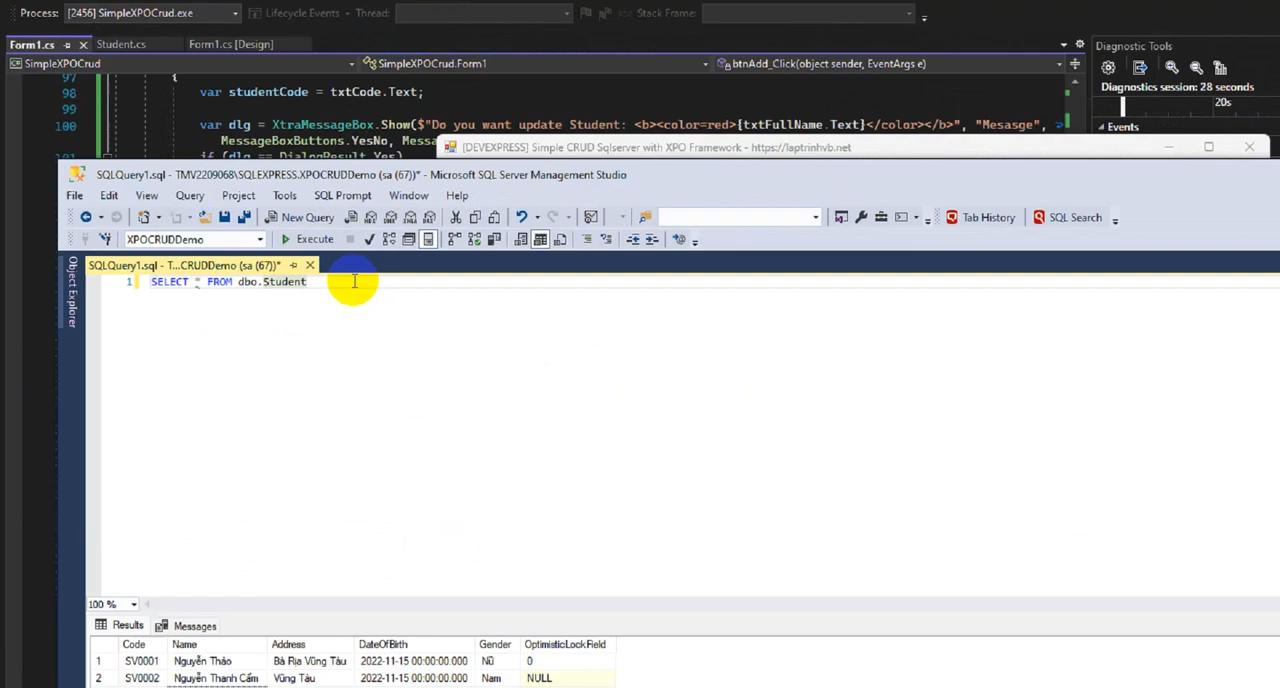 Process: [2456] SimpleXPOCrud.exe Lifecycle Events Thread: Stack Frame:
Form1.cs Student.cs Form1.cs [Design]
Diagnostic Tools
SimpleXPOCrud SimpleXPOCrud.Form1 btnAdd_Click(object sender, EventArgs e)
97 {
98 var studentCode = txtCode.Text;
Diagnostics session: 28 seconds
99
20s
100 var dlg = XtraMessageBox.Show($"Do you want update Student: <b><color=red>{txtFullName.Text}</color></b>", "Mesasge",
Events
MessageBoxButtons.YesNo,
[DEVEXPRESS] Simple CRUD Sqlserver with XPO Framework - https://laptrinhvb.net
if (dlg == DialogResult.Yes)
SQLQuery1.sql - TMV2209068\SQLEXPRESS.XPOCRUDDemo (sa (67))* - Microsoft SQL Server Management Studio
File Edit View Query Project Tools SQL Prompt Window Help
New Query Tab History SQL Search
XPOCRUDDemo Execute
SQLQuery1.sql - T...CRUDDemo (sa (67))*
Object Explorer
1 SELECT * FROM dbo.Student
100 %
Results Messages
Code Name Address DateOfBirth Gender OptimisticLockField
1 SV0001 Nguyễn Thảo Bà Rịa Vũng Tàu 2022-11-15 00:00:00.000 Nữ 0
2 SV0002 Nguyễn Thanh Cẩm Vũng Tàu 2022-11-15 00:00:00.000 Nam NULL